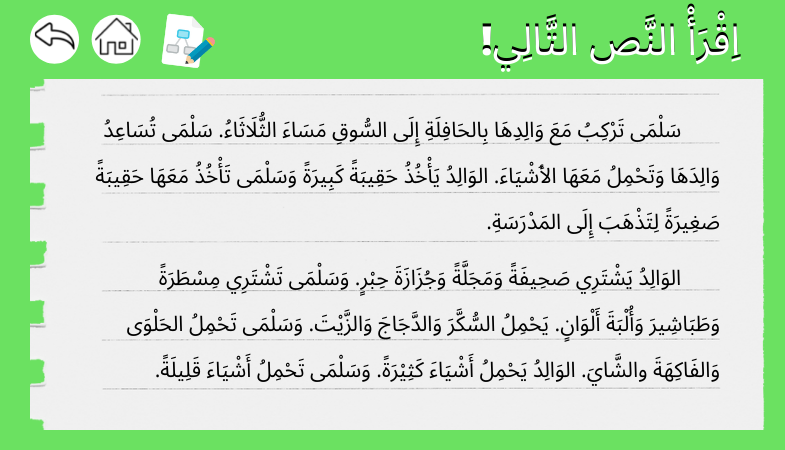 اِقْرَأْ النَّص التَّالِي!
سَلْمَى تَرْكِبُ مَعَ وَالِدِهَا بِالحَافِلَةِ إِلَى السُّوقِ مَسَاءَ الثُّلَاثَاءُ. سَلْمَى تُسَاعِدُ
وَالِدَهَا وَتَحْمِلُ مَعَهَا الأَشْيَاءَ. الوَالِدُ يَأْخُذُ حَقِيبَةً كَبِيرَةً وَسَلْمَى تَأْخُذُ مَعَهَا حَقِيبَةً
صَغِيرَةً لِتَذْهَبَ إِلَى المَدْرَسَةِ.
الوَالِدُ يَشْتَرِي صَحِيفَةً وَمَجَلَّةً وَجُزَازَةَ حِبْرٍ. وَسَلْمَى تَشْتَرِي مِسْطَرَةً
وَطَبَاشِيرَ وَأُلْبَةَ أَلْوَانٍ. يَحْمِلُ السُّكَّرَ وَالدَّجَاجَ وَالزَّيْتَ. وَسَلْمَى تَحْمِلُ الحَلْوَى
وَالفَاكِهَةَ والشَّايَ. الوَالِدُ يَحْمِلُ أَشْيَاءَ كَثِيْرَةً. وَسَلْمَى تَحْمِلُ أَشْيَاءَ قَلِيلَةً.